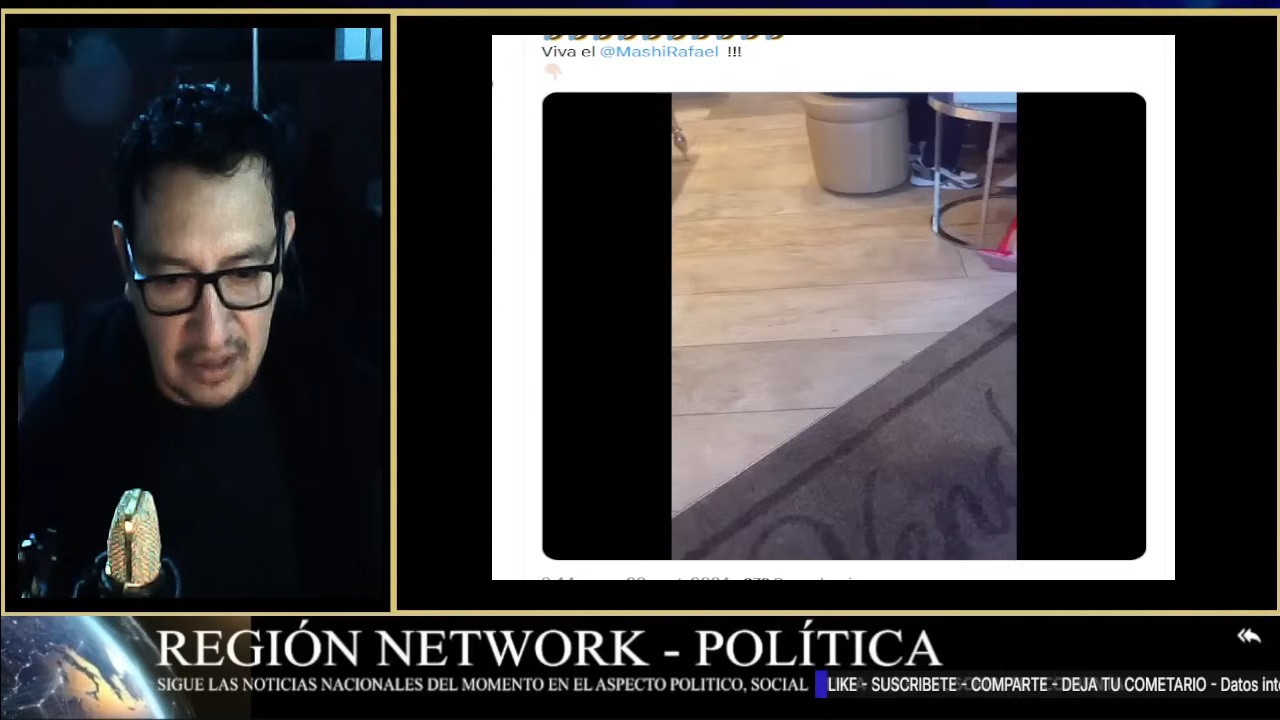 Viva el @MashiRafael !!!
REGIÓN NETWORK - POLÍTICA
SIGUE LAS NOTICIAS NACIONALES DEL MOMENTO EN EL ASPECTO POLITICO, SOCIAL
LIKE - SUSCRIBETE - COMPARTE - DEJA TU COMETARIO - Datos int